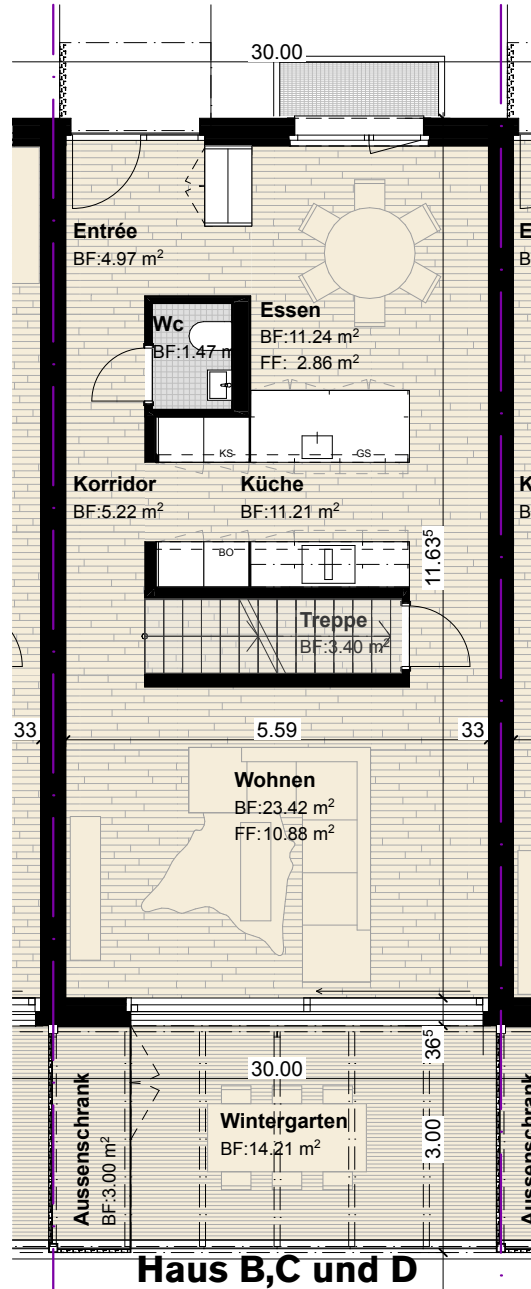 30.00
Entrée
BF:4.97 m²
E
B
Wc
BF:1.47 m
Essen
BF:11.24 m²
FF: 2.86 m²
KS
GS
Korridor
BF:5.22 m²
Küche
BF:11.21 m²
K
B
11.63⁵
BO
Treppe
BF:3.40 m²
33
5.59
33
Wohnen
BF:23.42 m²
FF:10.88 m²
36⁵
30.00
Wintergarten
BF:14.21 m²
3.00
Aussenschrank
BF:3.00 m²
Aussenschrank
Haus B,C und D